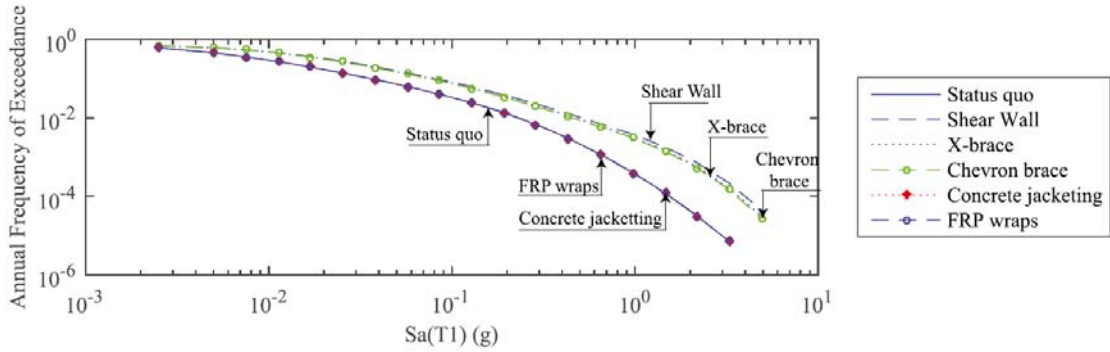 Annual Frequency of Exceedance
10^0
10^-2
10^-4
10^-6
10^-3
10^-2
10^-1
10^0
10^1
Sa(T1) (g)
Shear Wall
X-brace
Status quo
Chevron
brace
FRP wraps
Concrete jacketting
Status quo
Shear Wall
X-brace
Chevron brace
Concrete jacketing
FRP wraps